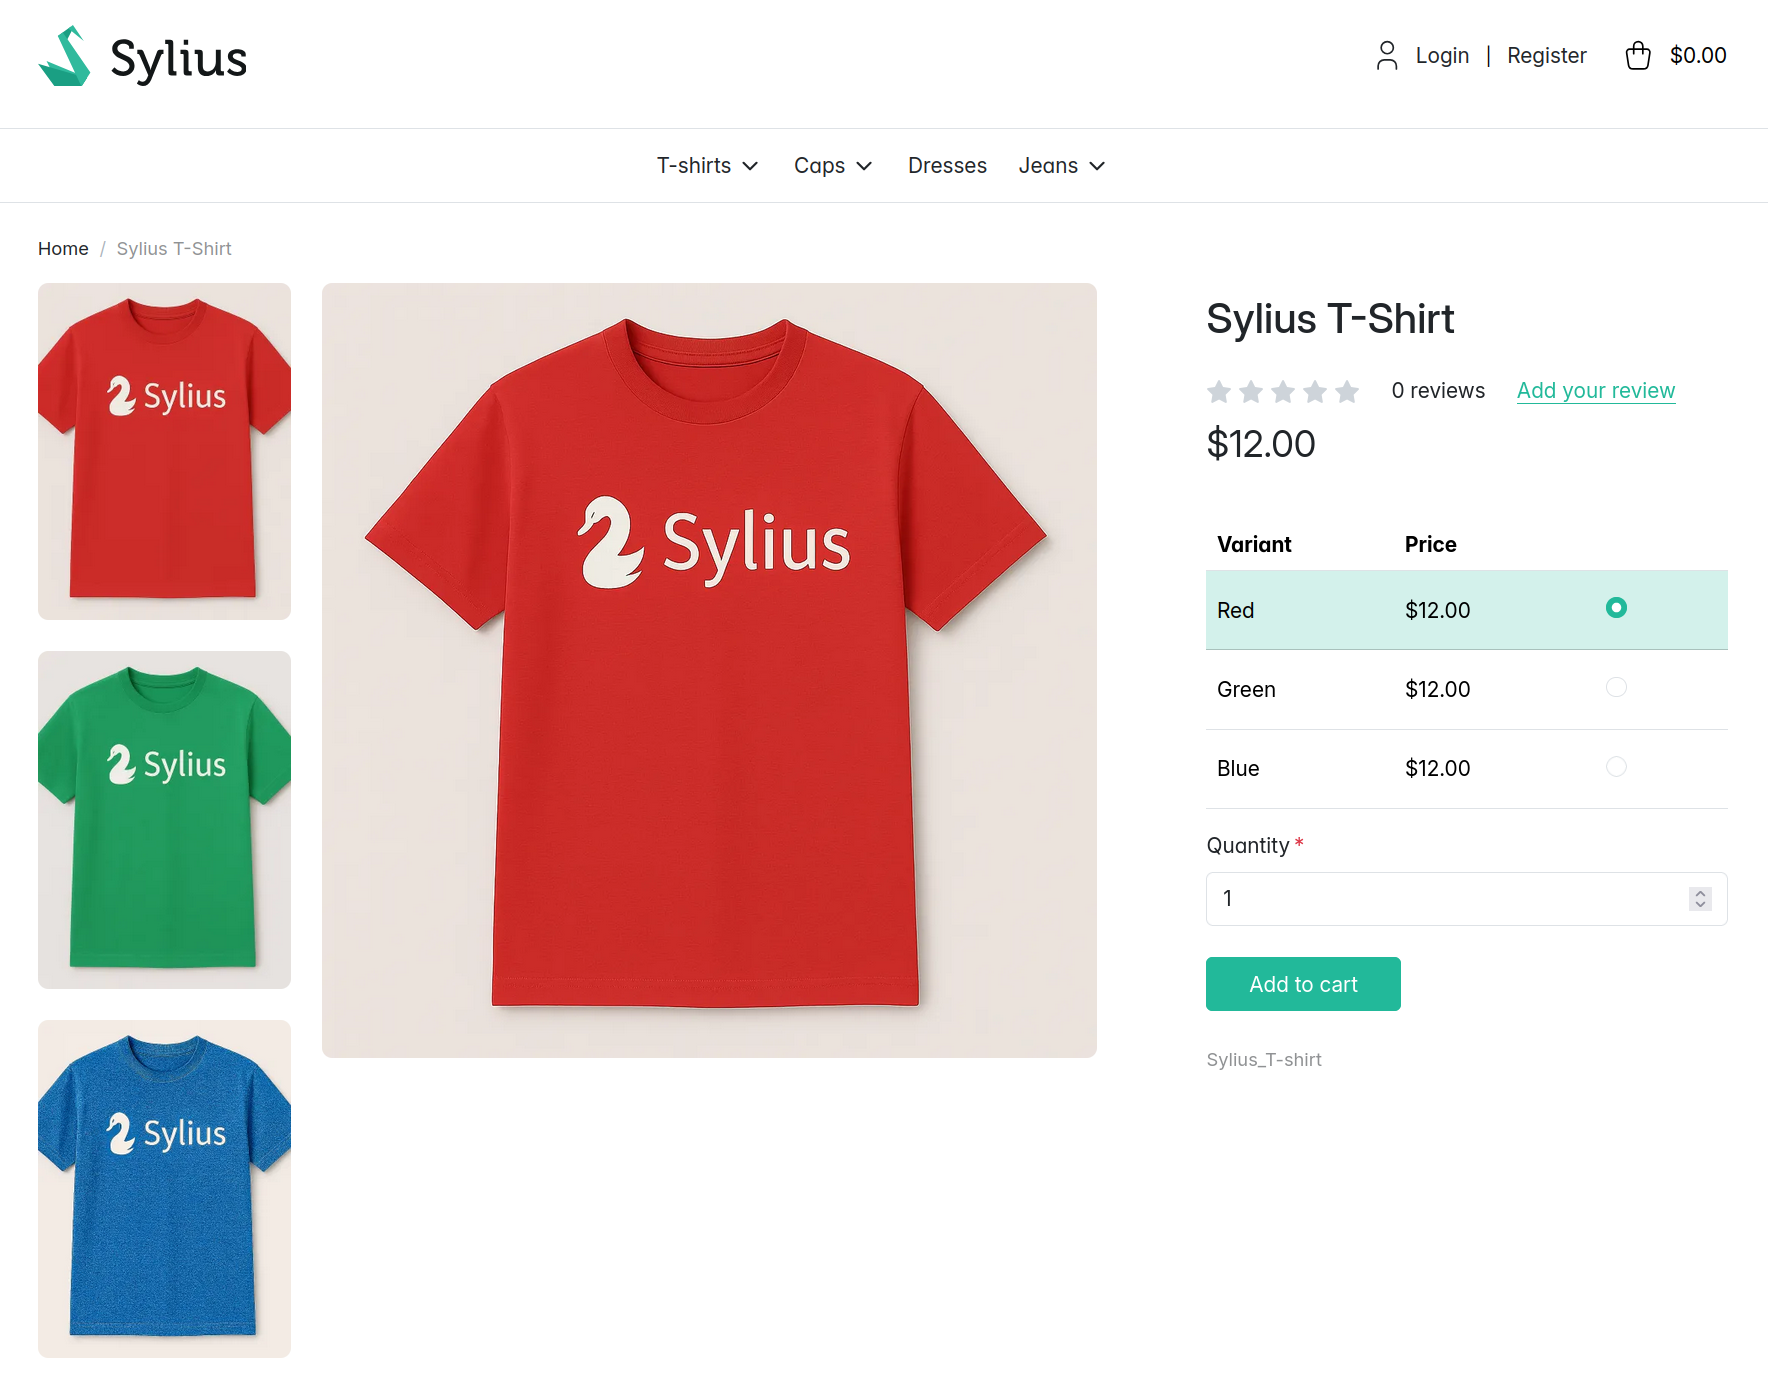 Sylius
Login | Register $0.00
T-shirts Caps Dresses Jeans
Home / Sylius T-Shirt
Sylius
Sylius
Sylius
Sylius
Sylius T-Shirt
0 reviews Add your review
$12.00
Variant Price
Red $12.00
Green $12.00
Blue $12.00
Quantity *
1
Add to cart
Sylius_T-shirt